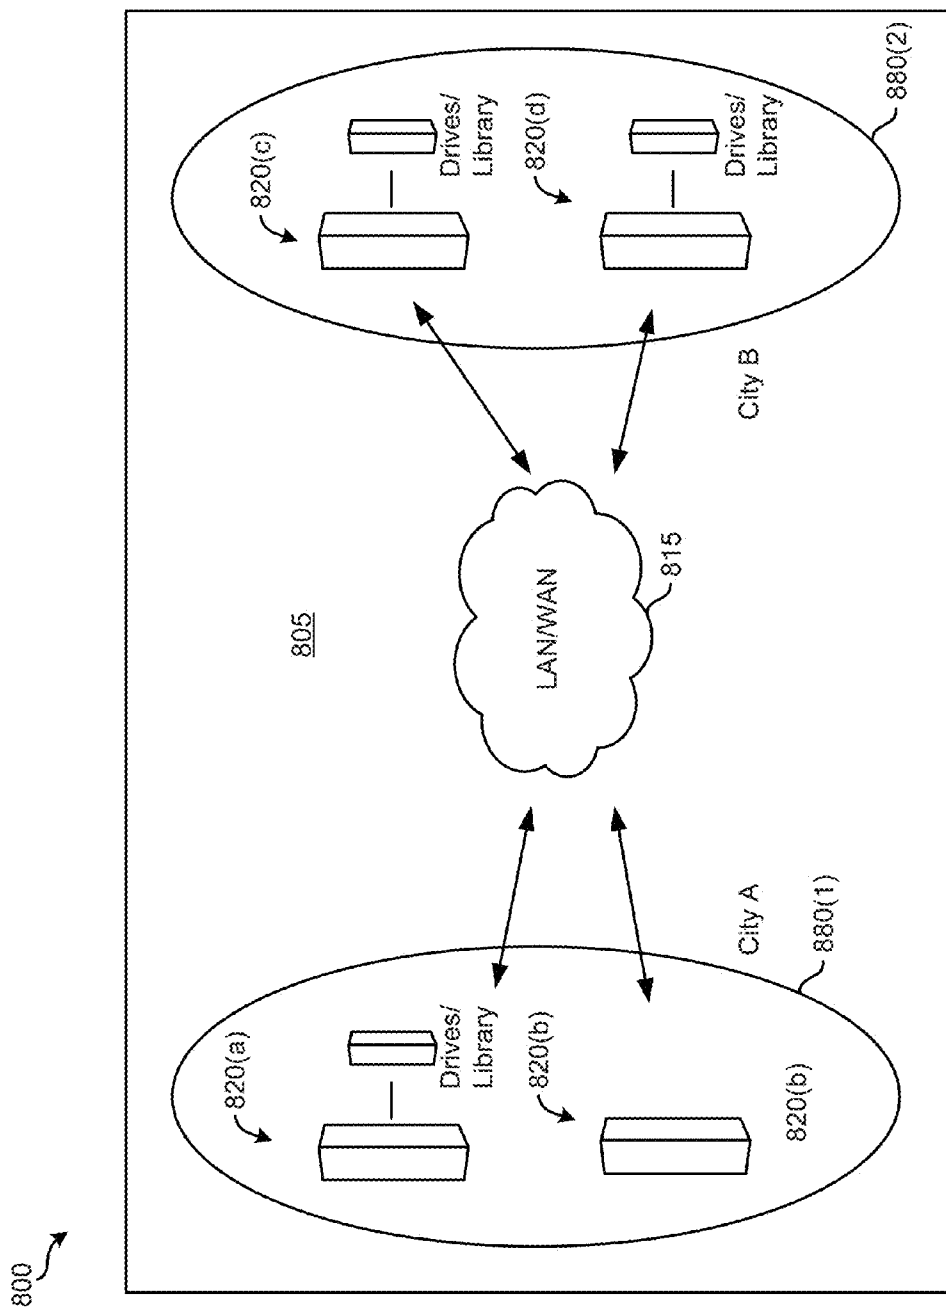 800
805
820(a)
Drives/
Library
820(b)
820(b)
City A
880(1)
LAN/WAN
815
820(c)
Drives/
Library
820(d)
Drives/
Library
City B
880(2)